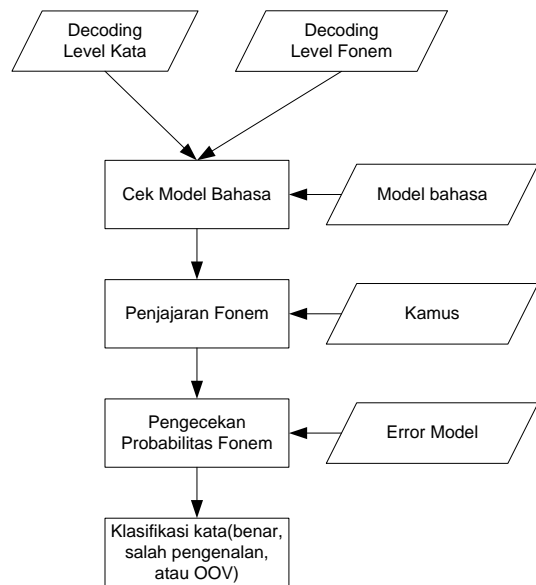 Decoding
Level Kata
Decoding
Level Fonem
Cek Model Bahasa
Model bahasa
Penjajaran Fonem
Kamus
Pengecekan
Probabilitas Fonem
Error Model
Klasifikasi kata(benar,
salah pengenalan,
atau OOV)